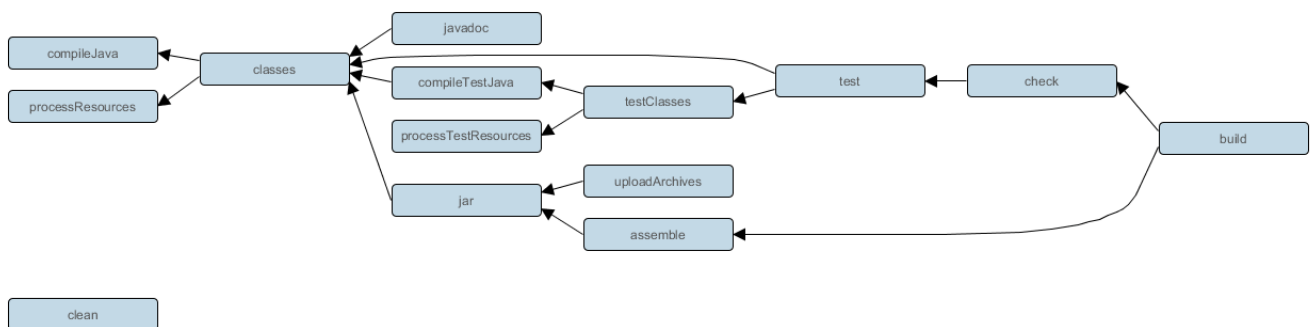 javadoc
compileJava
classes
compileTestJava
test
check
processResources
testClasses
processTestResources
build
uploadArchives
jar
assemble
clean